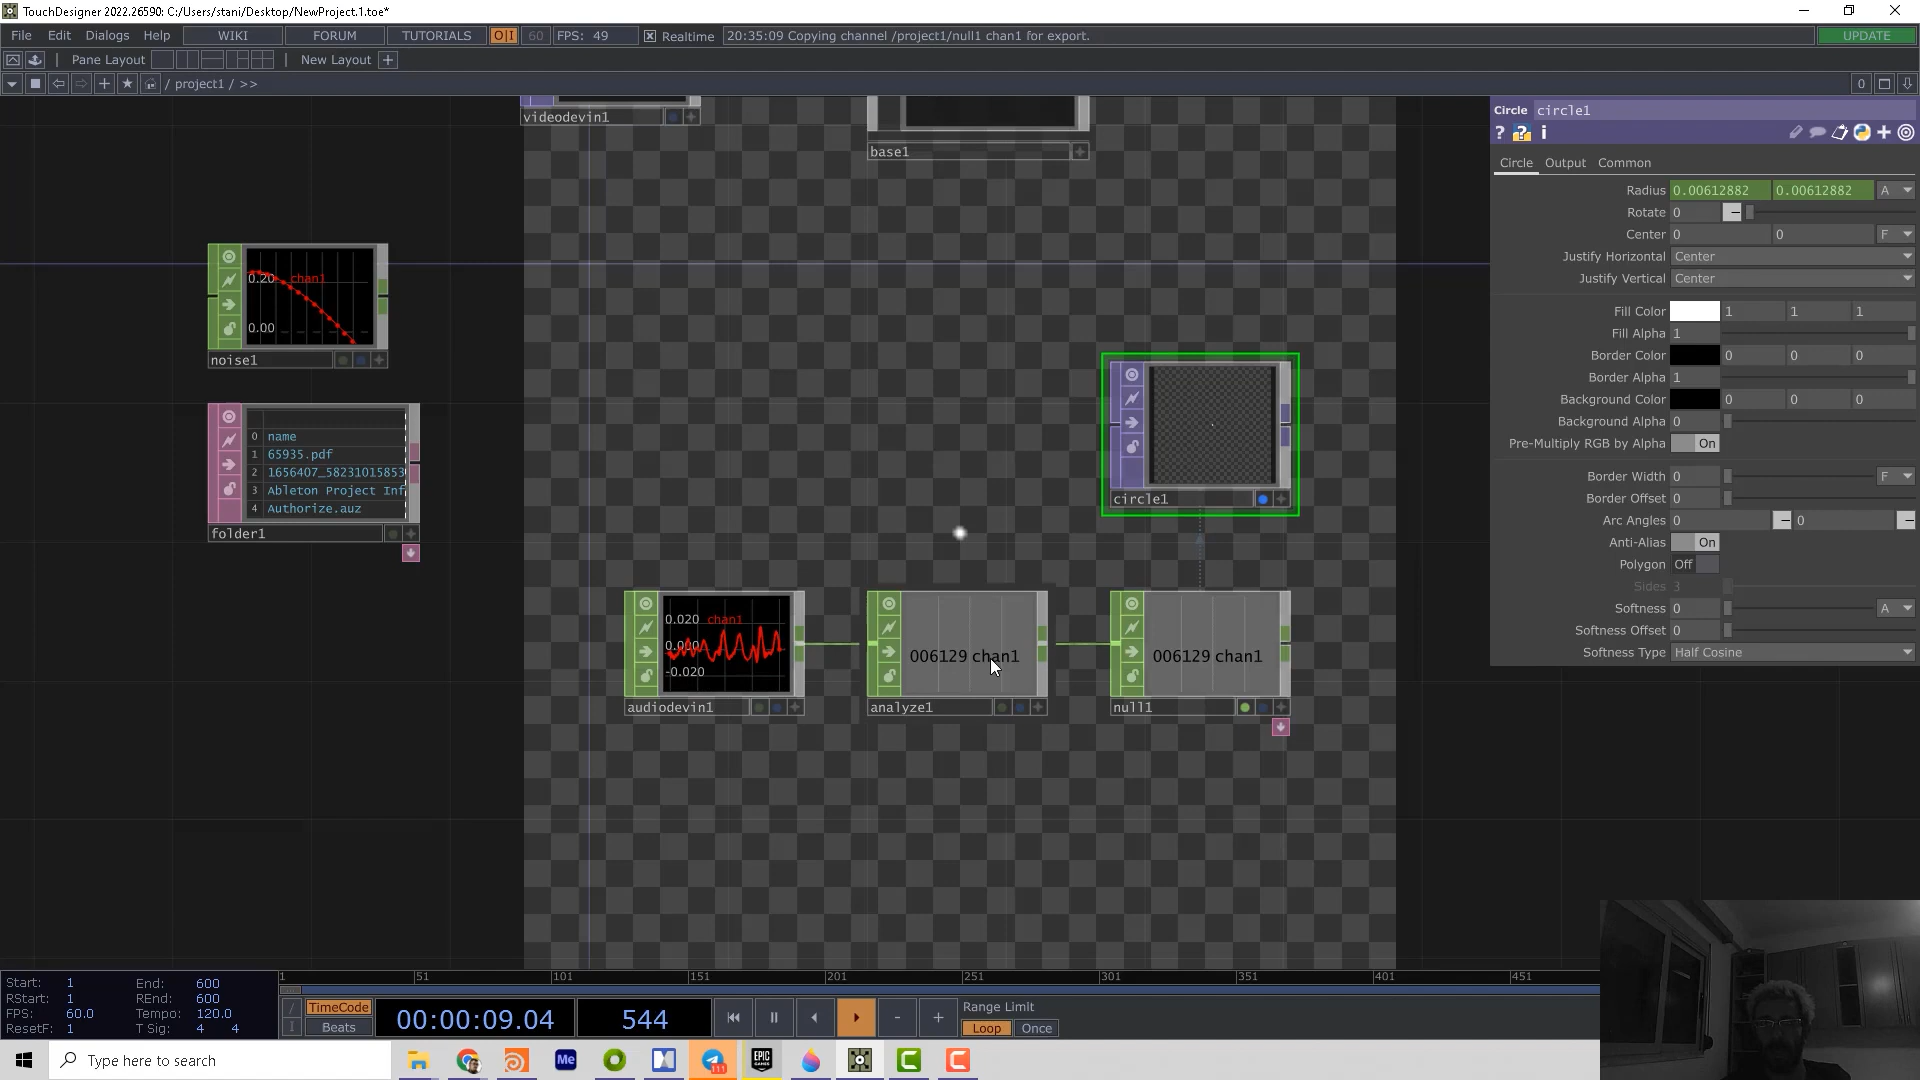 TouchDesigner 2022.26590: C:/Users/stani/Desktop/NewProject.1.toe*
File Edit Dialogs Help WIKI FORUM TUTORIALS O|I 60 FPS: 49 Realtime 20:35:09 Copying channel /project1/null1 chan1 for export. UPDATE
Pane Layout New Layout +
/ project1 / >> 0
videodevin1
base1
0.20 chan1
0.00
noise1
0 name
1 65935.pdf
2 1656407_58231015853
3 Ableton Project Inf
4 Authorize.auz
folder1
circle1
0.020 chan1
0.000
-0.020
audiodevin1
006129 chan1
analyze1
006129 chan1
null1
Circle circle1
? ? i
Circle Output Common
Radius 0.00612882 0.00612882 A
Rotate 0
Center 0 0 F
Justify Horizontal Center
Justify Vertical Center
Fill Color 1 1 1
Fill Alpha 1
Border Color 0 0 0
Border Alpha 1
Background Color 0 0 0
Background Alpha 0
Pre-Multiply RGB by Alpha On
Border Width 0 F
Border Offset 0
Arc Angles 0 0
Anti-Alias On
Polygon Off
Sides 3
Softness 0 A
Softness Offset 0
Softness Type Half Cosine
1 51 101 151 201 251 301 351 401 451
Start: 1 End: 600
RStart: 1 REnd: 600
FPS: 60.0 Tempo: 120.0
ResetF: 1 T Sig: 4 4
TimeCode
Beats
00:00:09.04 544
Range Limit
Loop Once
Type here to search
Me
111
EPIC GAMES